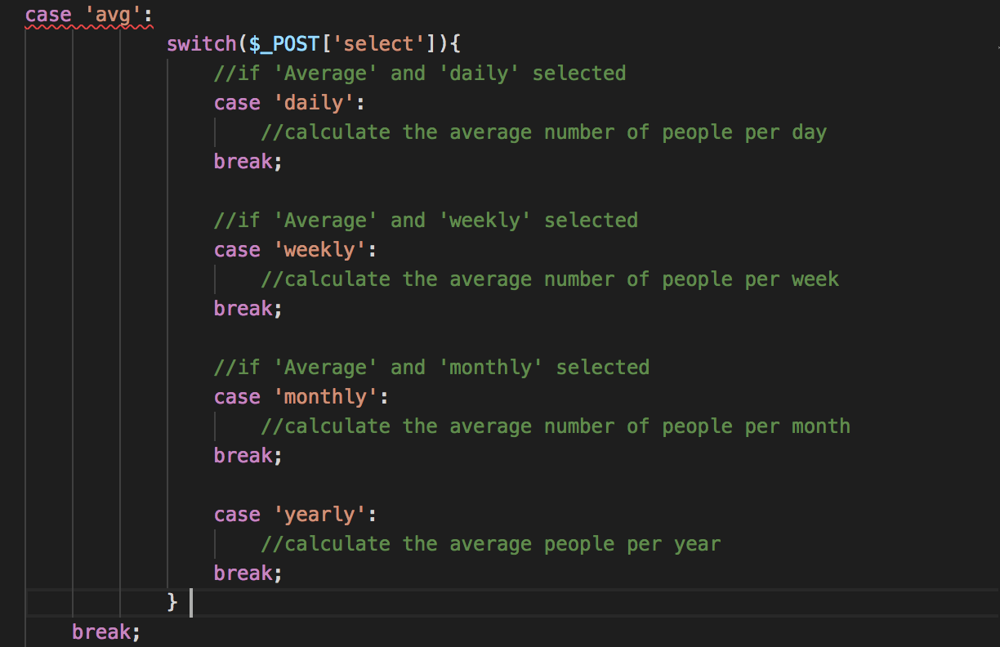 case 'avg':
switch($_POST['select']){
//if 'Average' and 'daily' selected
case 'daily':
//calculate the average number of people per day
break;
//if 'Average' and 'weekly' selected
case 'weekly':
//calculate the average number of people per week
break;
//if 'Average' and 'monthly' selected
case 'monthly':
//calculate the average number of people per month
break;
case 'yearly':
//calculate the average people per year
break;
}
break;